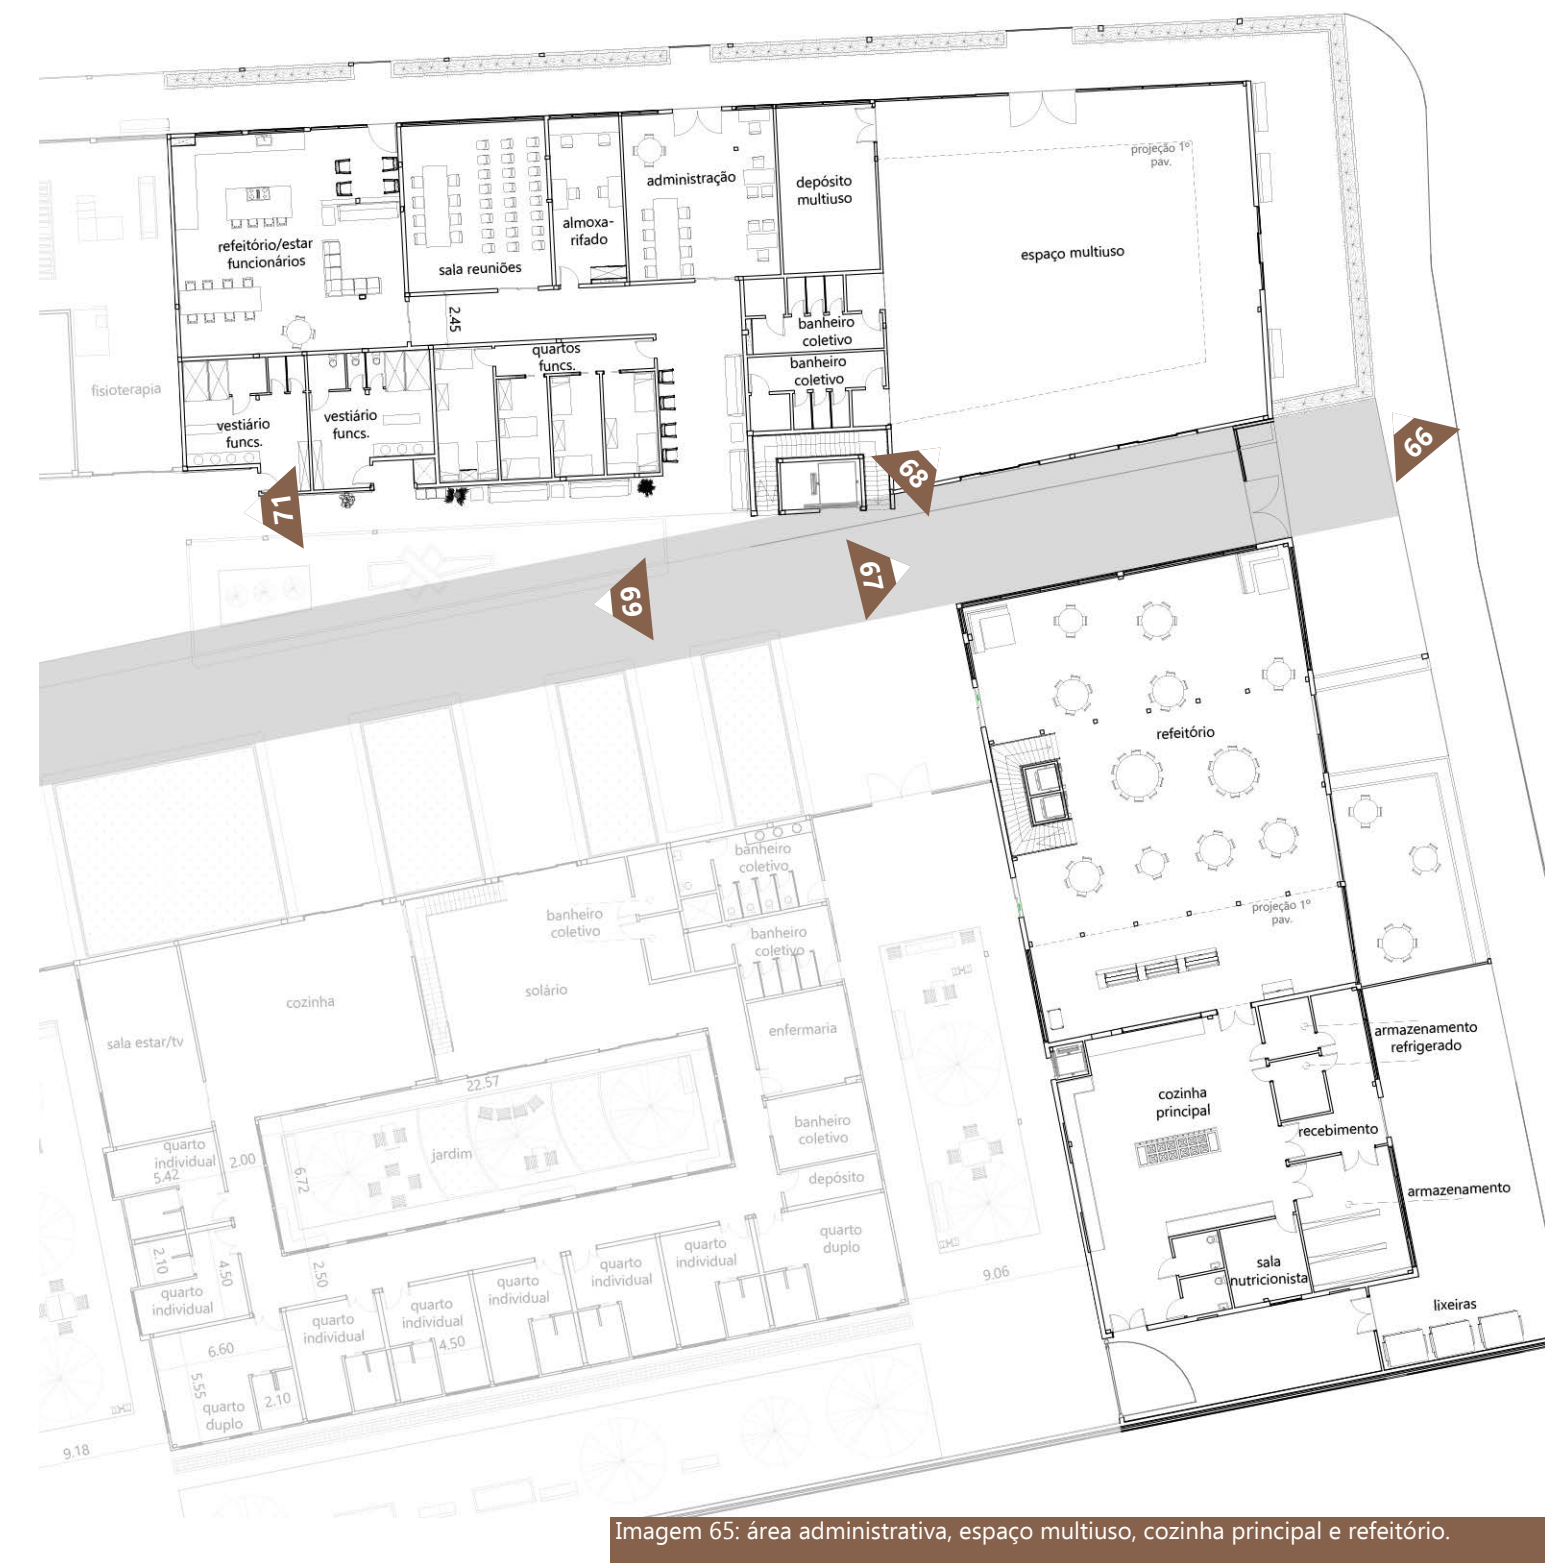 projeção 1º
pav.
administração
depósito
multiuso
almoxa-
rifado
refeitório/estar
funcionários
sala reuniões
espaço multiuso
2.45
banheiro
coletivo
quartos
funcs.
banheiro
coletivo
fisioterapia
vestiário
funcs.
vestiário
funcs.
66
68
71
67
69
refeitório
banheiro
coletivo
projeção 1º
pav.
banheiro
coletivo
banheiro
coletivo
solário
cozinha
sala estar/tv
enfermaria
armazenamento
refrigerado
22.57
cozinha
principal
banheiro
coletivo
recebimento
jardim
quarto
individual
5.42
2.00
6.72
depósito
armazenamento
quarto
duplo
quarto
individual
quarto
individual
quarto
individual
2.10
4.50
2.50
9.06
sala
nutricionista
quarto
individual
quarto
individual
quarto
individual
lixeiras
6.60
4.50
5.55
2.10
quarto
duplo
9.18
Imagem 65: área administrativa, espaço multiuso, cozinha principal e refeitório.